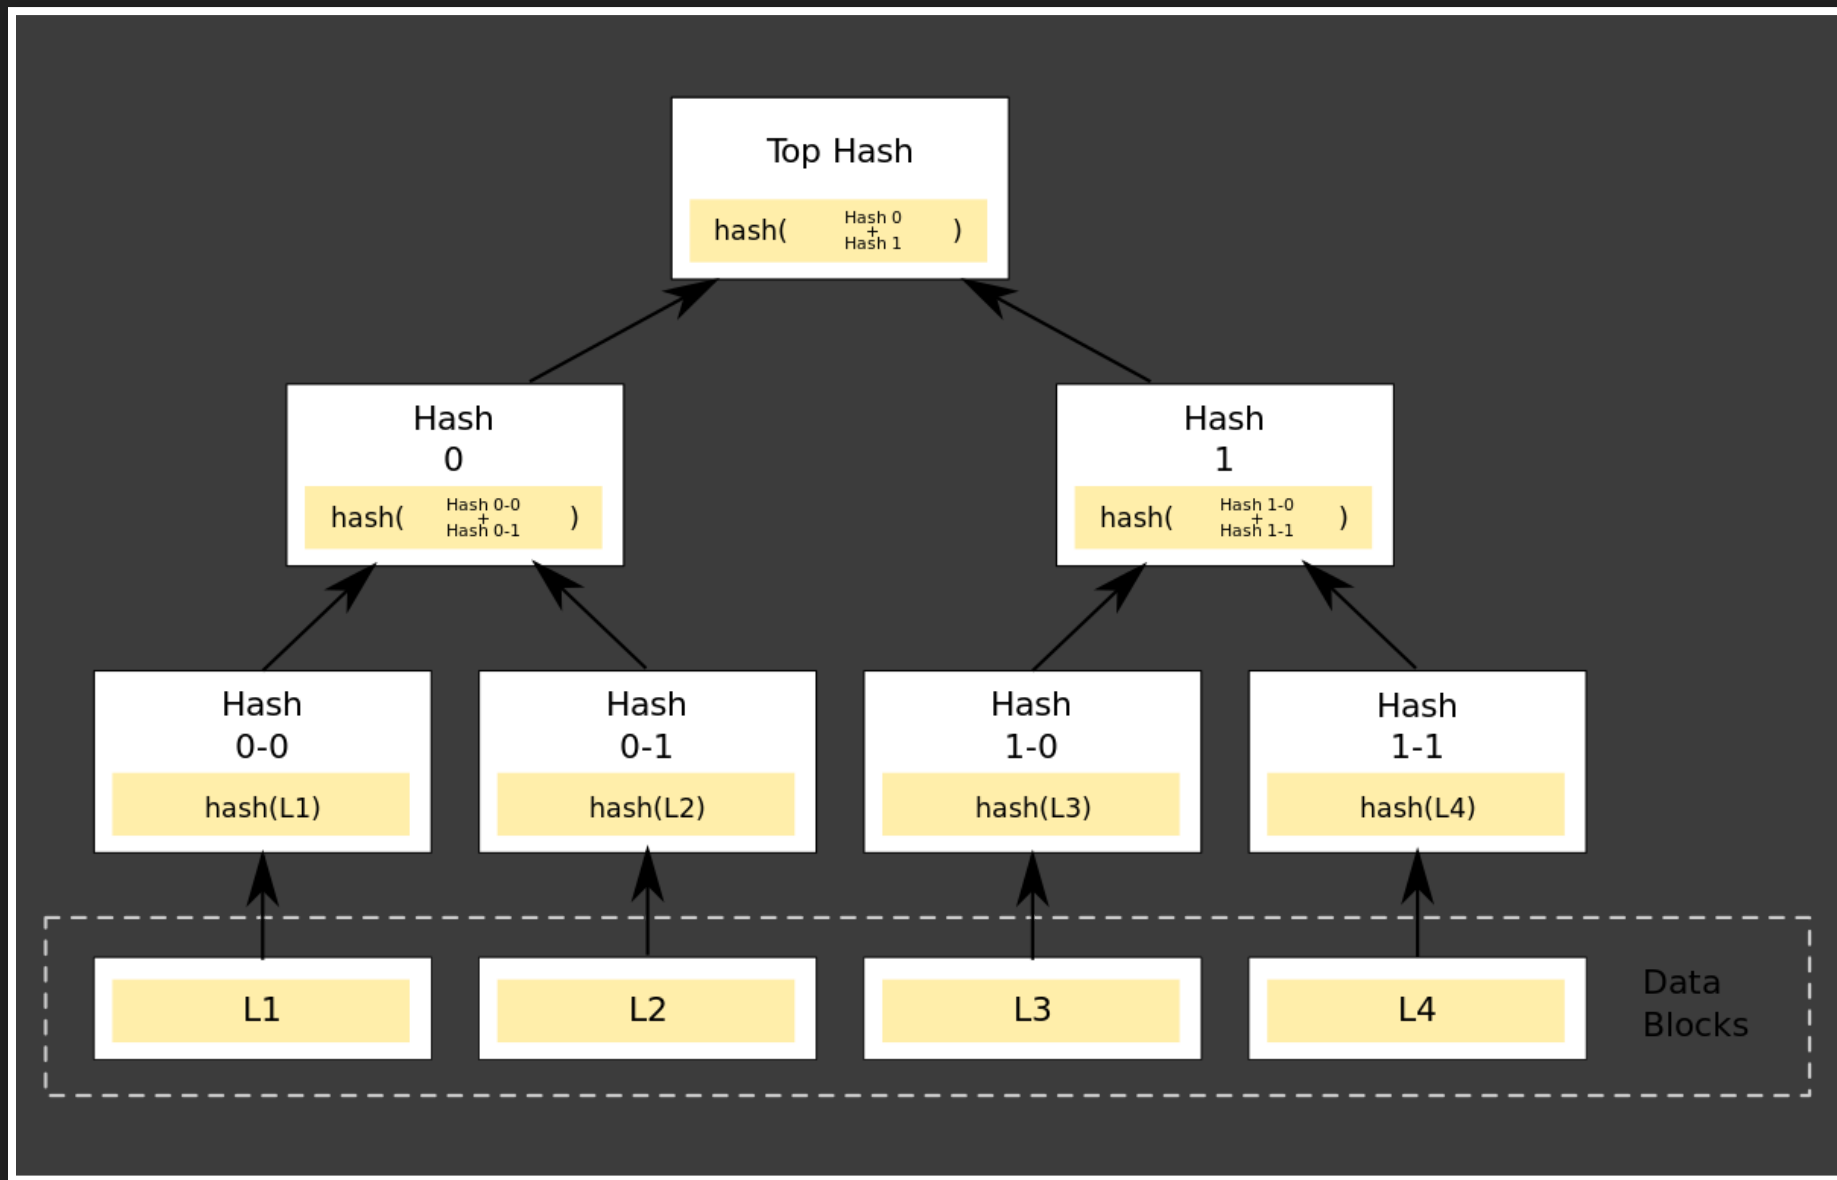 Top Hash
hash( Hash 0 + Hash 1 )
Hash
0
hash( Hash 0-0 + Hash 0-1 )
Hash
1
hash( Hash 1-0 + Hash 1-1 )
Hash
0-0
hash(L1)
Hash
0-1
hash(L2)
Hash
1-0
hash(L3)
Hash
1-1
hash(L4)
L1
L2
L3
L4
Data
Blocks